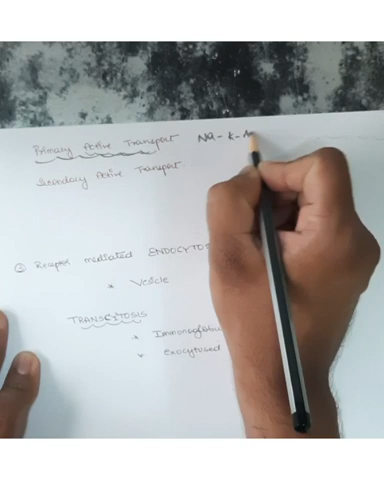 Primary Active Transport Na-K-A
Secondary Active Transport.
② Receptor mediated ENDOCYTOS
* Vesicle
TRANSCYTOSIS
* Immunoglobu
* Exocytosed